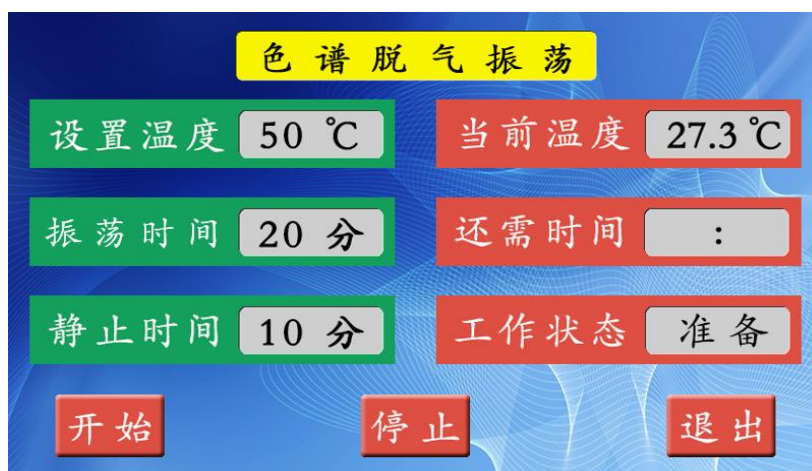 色谱脱气振荡
设置温度 50 ℃ 当前温度 27.3 ℃
振荡时间 20 分 还需时间 :
静止时间 10 分 工作状态 准备
开始 停止 退出